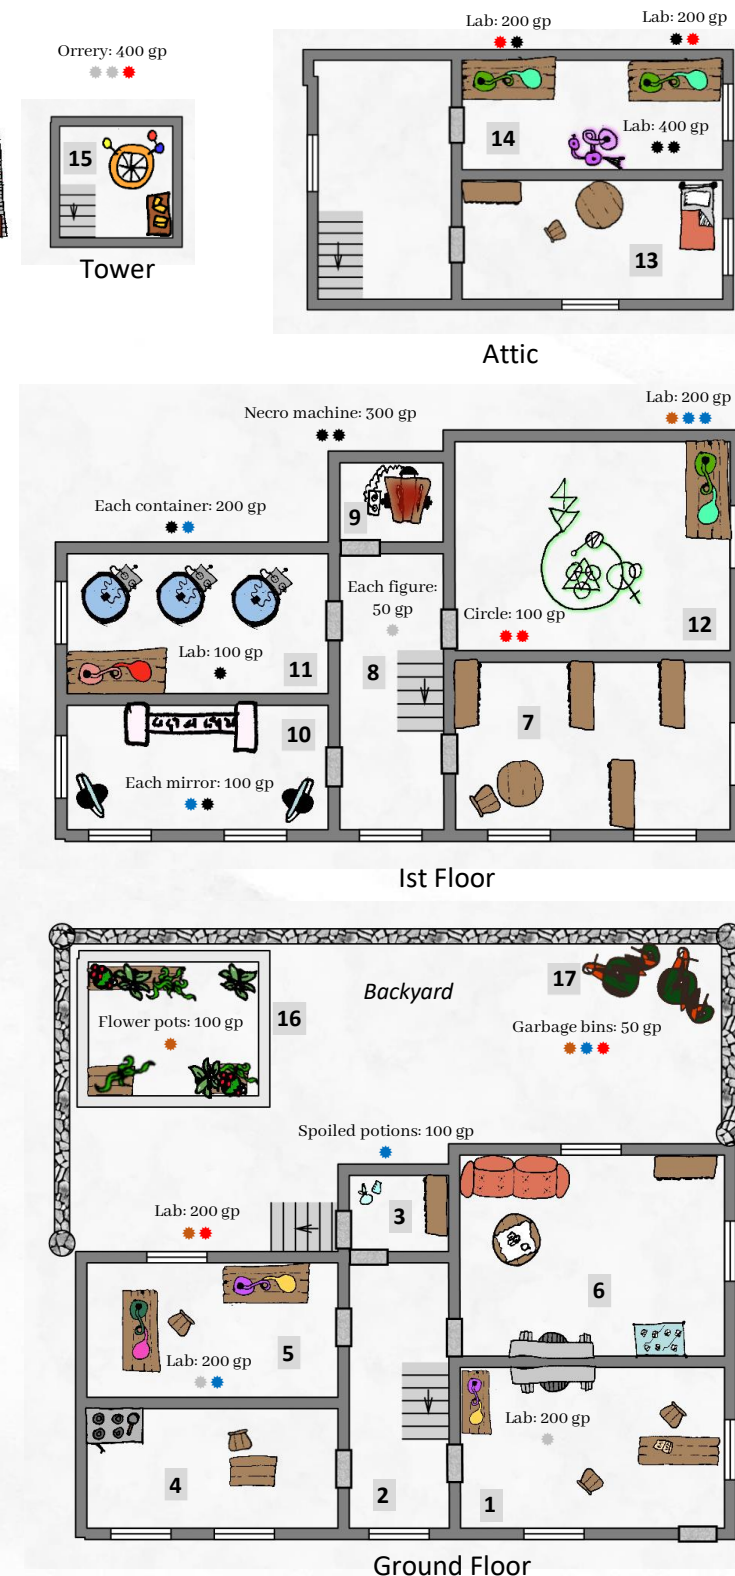 Orrery: 400 gp
15
Tower
Lab: 200 gp
Lab: 200 gp
14
Lab: 400 gp
13
Attic
Lab: 200 gp
Necro machine: 300 gp
Each container: 200 gp
9
Each figure:
50 gp
Circle: 100 gp
12
Lab: 100 gp
11
8
7
10
Each mirror: 100 gp
Ist Floor
Backyard
17
Flower pots: 100 gp
16
Garbage bins: 50 gp
Spoiled potions: 100 gp
Lab: 200 gp
3
6
5
Lab: 200 gp
Lab: 200 gp
4
2
1
Ground Floor